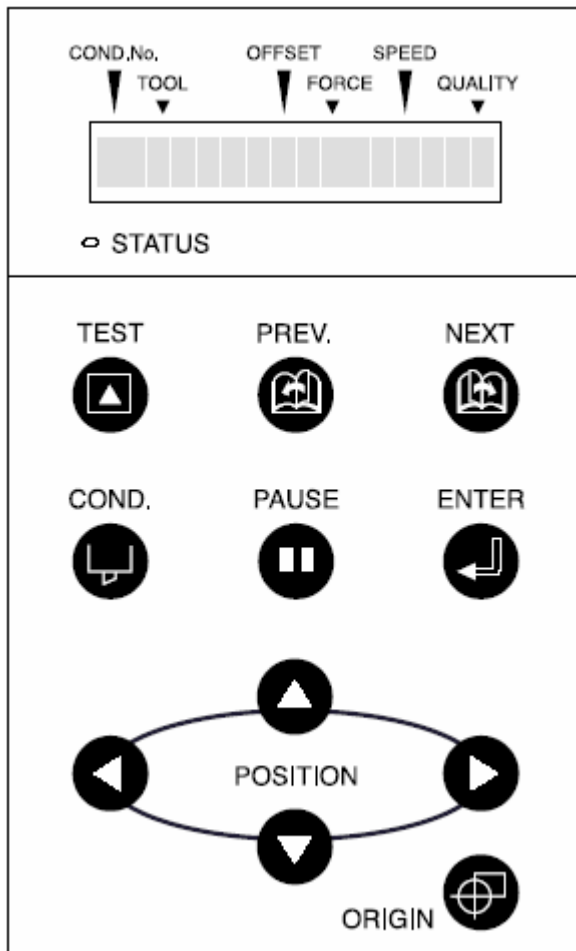 COND.No. OFFSET SPEED
TOOL FORCE QUALITY
STATUS
TEST PREV. NEXT
COND. PAUSE ENTER
POSITION
ORIGIN